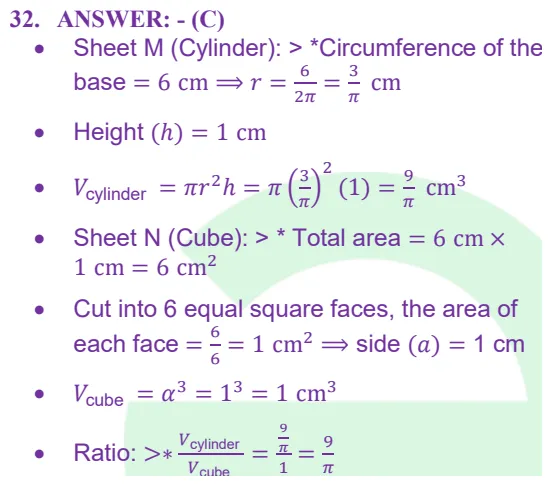 32. ANSWER: - (C)
• Sheet M (Cylinder): > *Circumference of the
base = 6 cm ⟹ r = 6/2π = 3/π cm
• Height (h) = 1 cm
• V_cylinder = πr²h = π(3/π)²(1) = 9/π cm³
• Sheet N (Cube): > * Total area = 6 cm ×
1 cm = 6 cm²
• Cut into 6 equal square faces, the area of
each face = 6/6 = 1 cm² ⟹ side (a) = 1 cm
• V_cube = α³ = 1³ = 1 cm³
• Ratio: >* V_cylinder/V_cube = (9/π)/1 = 9/π